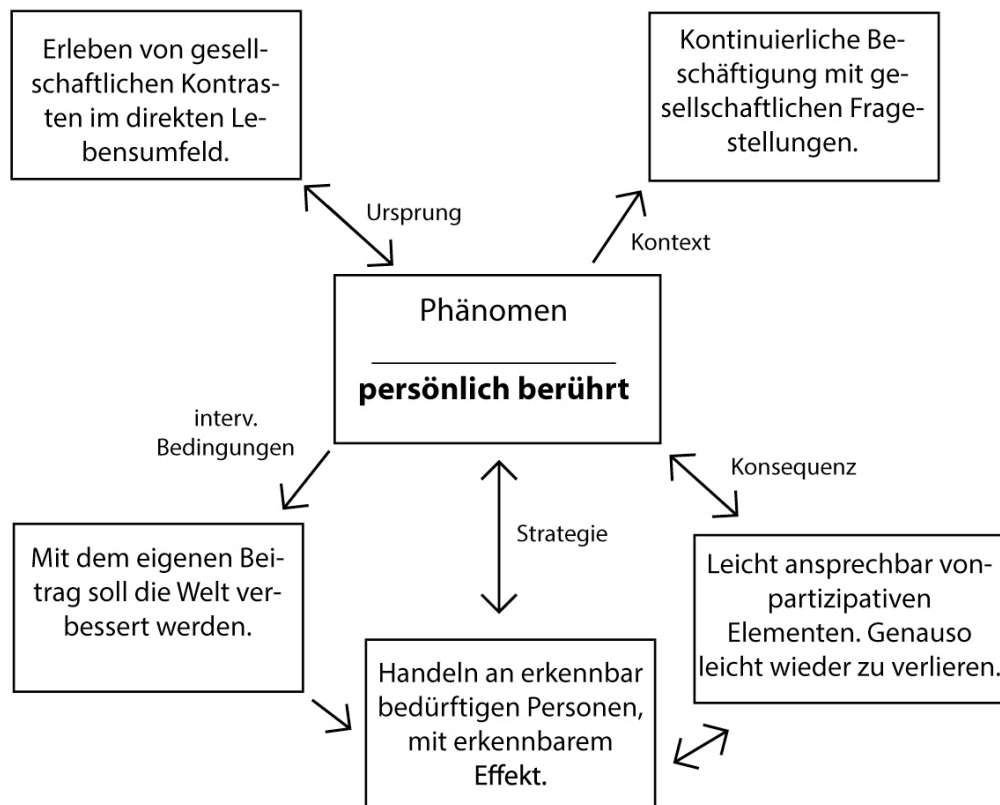 Erleben von gesell-
schaftlichen Kontras-
ten im direkten Le-
bensumfeld.
Kontinuierliche Be-
schäftigung mit ge-
sellschaftlichen Frage-
stellungen.
Ursprung
Kontext
Phänomen
persönlich berührt
interv.
Bedingungen
Konsequenz
Strategie
Mit dem eigenen Bei-
trag soll die Welt ver-
bessert werden.
Leicht ansprechbar von-
partizipativen
Elementen. Genauso
leicht wieder zu verlieren.
Handeln an erkennbar
bedürftigen Personen,
mit erkennbarem
Effekt.